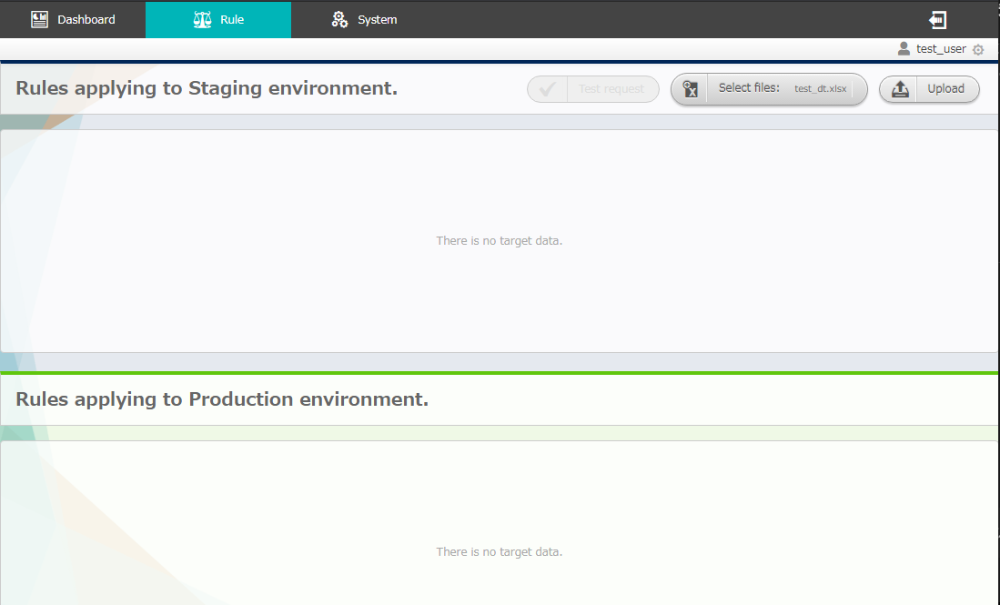 Dashboard Rule System
test_user
Rules applying to Staging environment. Test request Select files: test_dt.xlsx Upload
There is no target data.
Rules applying to Production environment.
There is no target data.